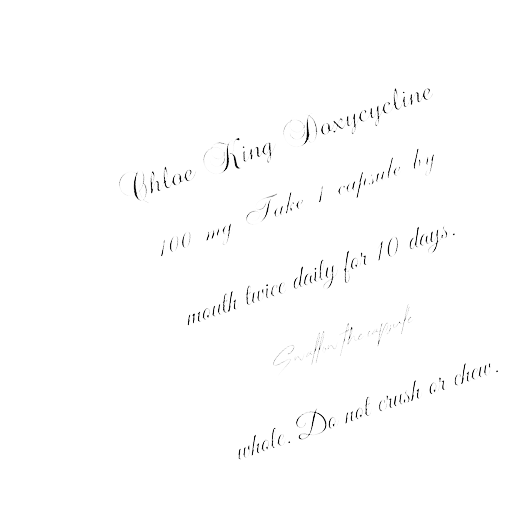 Chloe King Doxycycline
100 mg Take 1 capsule by
mouth twice daily for 10 days.
Swallow the capsule
whole. Do not crush or chew.